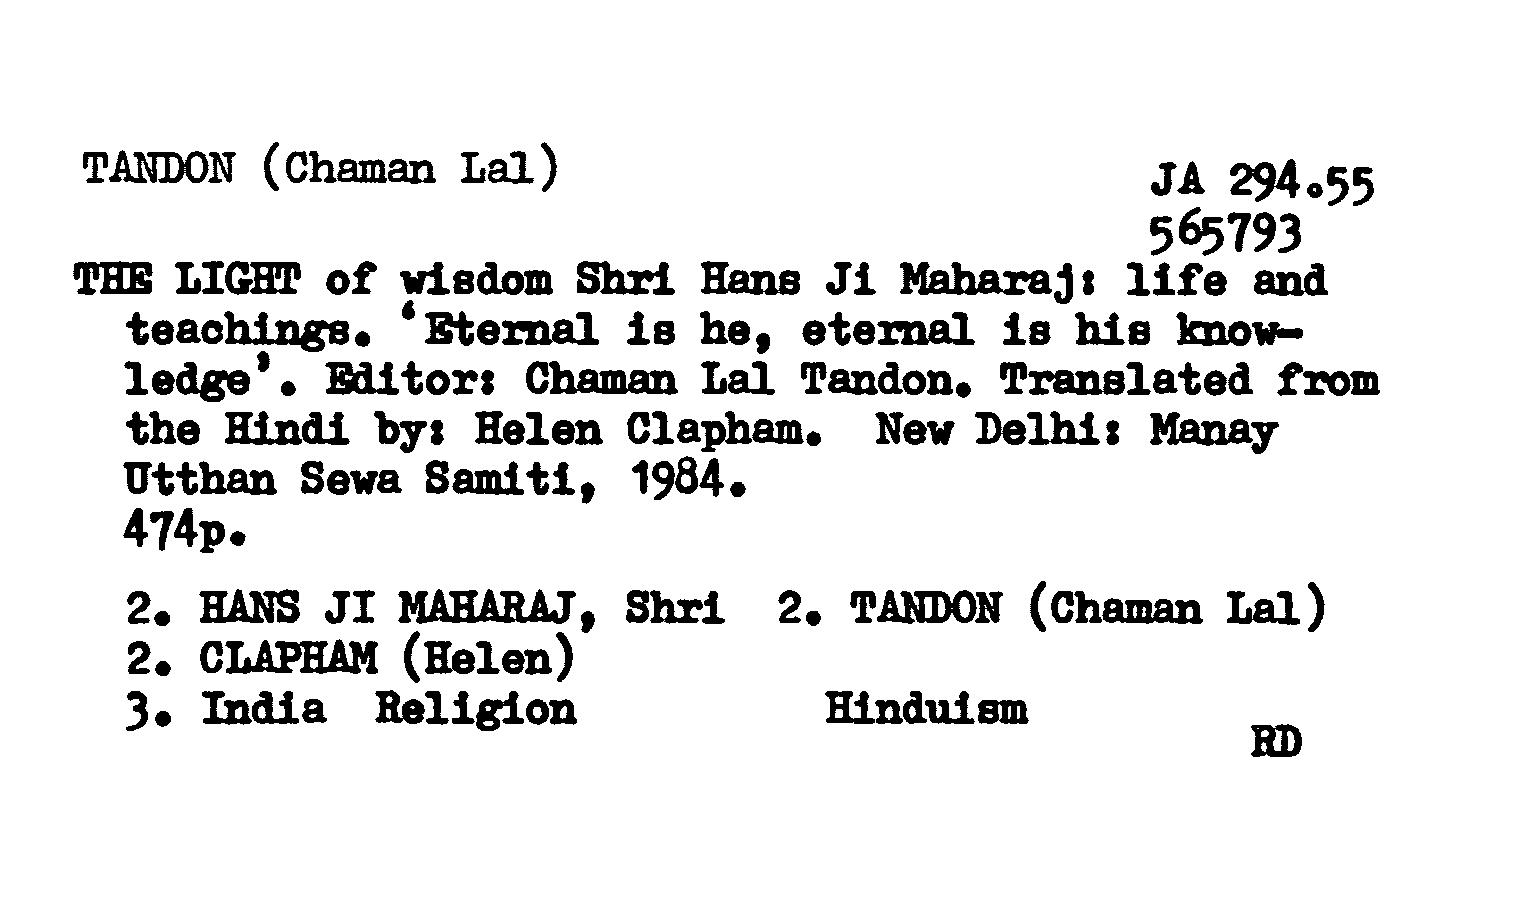 TANDON (Chaman Lal)
JA 294.55
565793
THE LIGHT of wisdom Shri Hans Ji Maharaj: life and
teachings. ‘Eternal is he, eternal is his know-
ledge’. Editor: Chaman Lal Tandon. Translated from
the Hindi by: Helen Clapham. New Delhi: Manay
Utthan Sewa Samiti, 1984.
474p.
2. HANS JI MAHARAJ, Shri 2. TANDON (Chaman Lal)
2. CLAPHAM (Helen)
3. India Religion Hinduism
RD